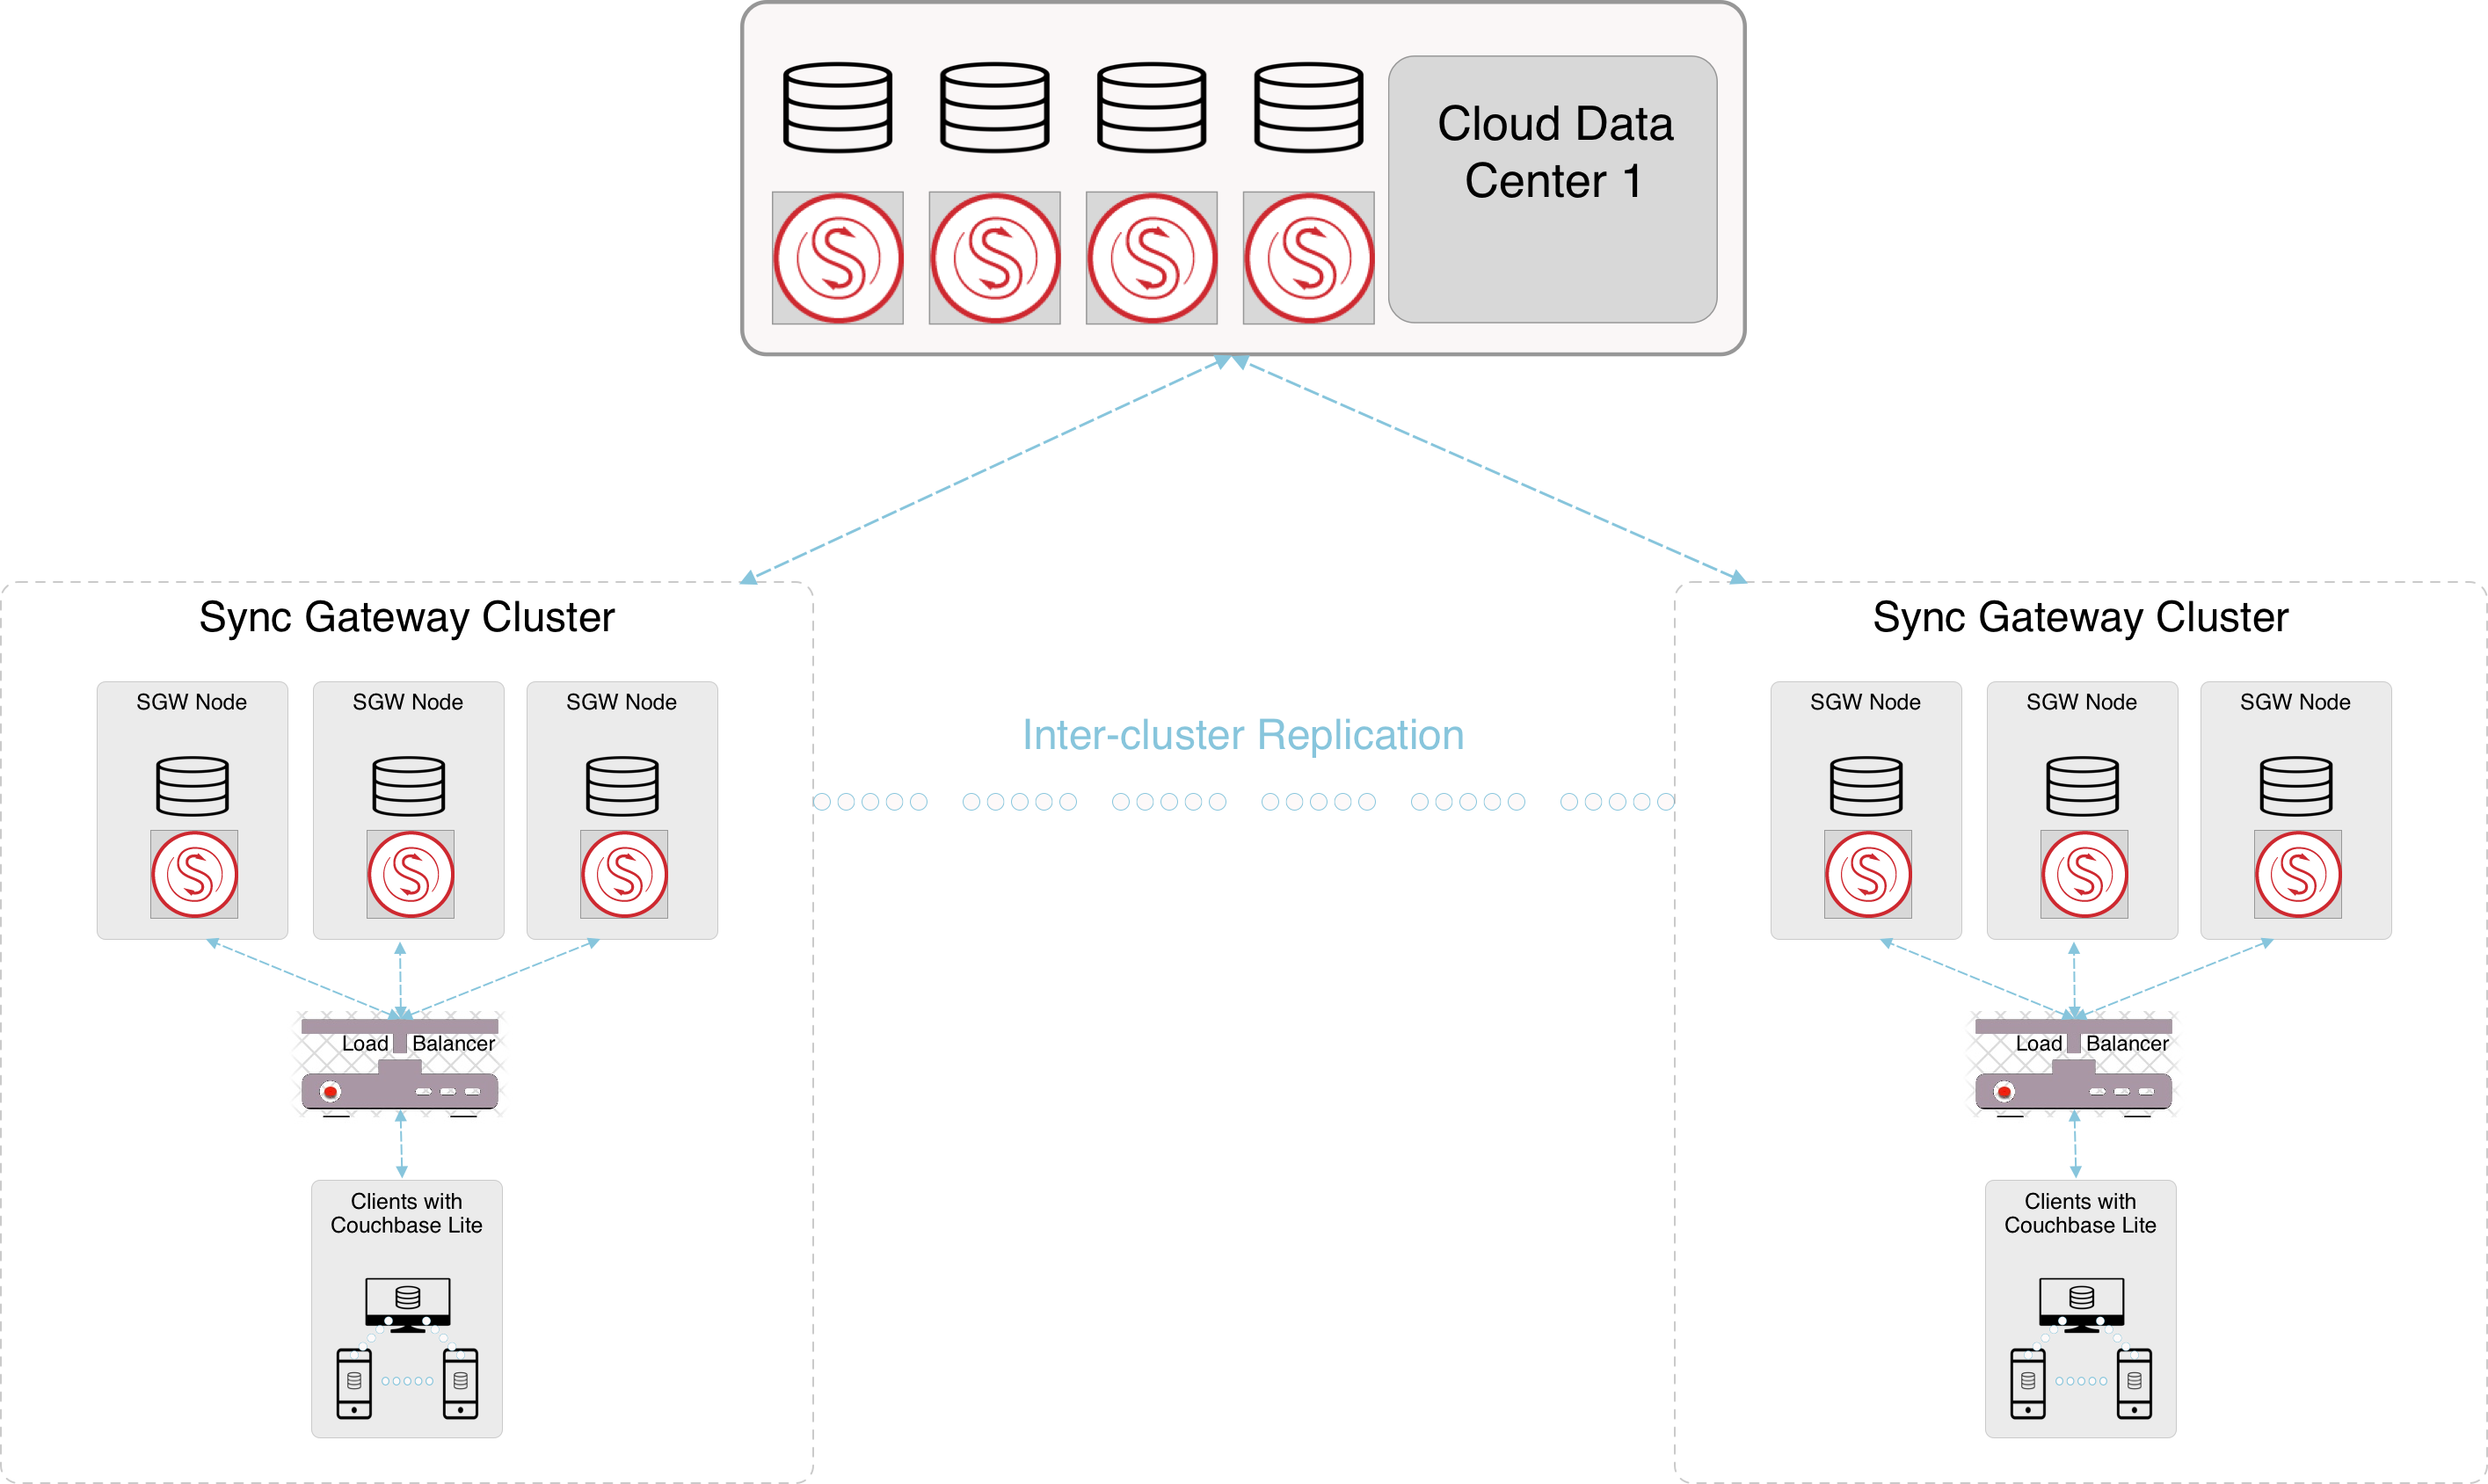 Cloud Data
Center 1
Sync Gateway Cluster
SGW Node
SGW Node
SGW Node
Load Balancer
Clients with
Couchbase Lite
Inter-cluster Replication
Sync Gateway Cluster
SGW Node
SGW Node
SGW Node
Load Balancer
Clients with
Couchbase Lite